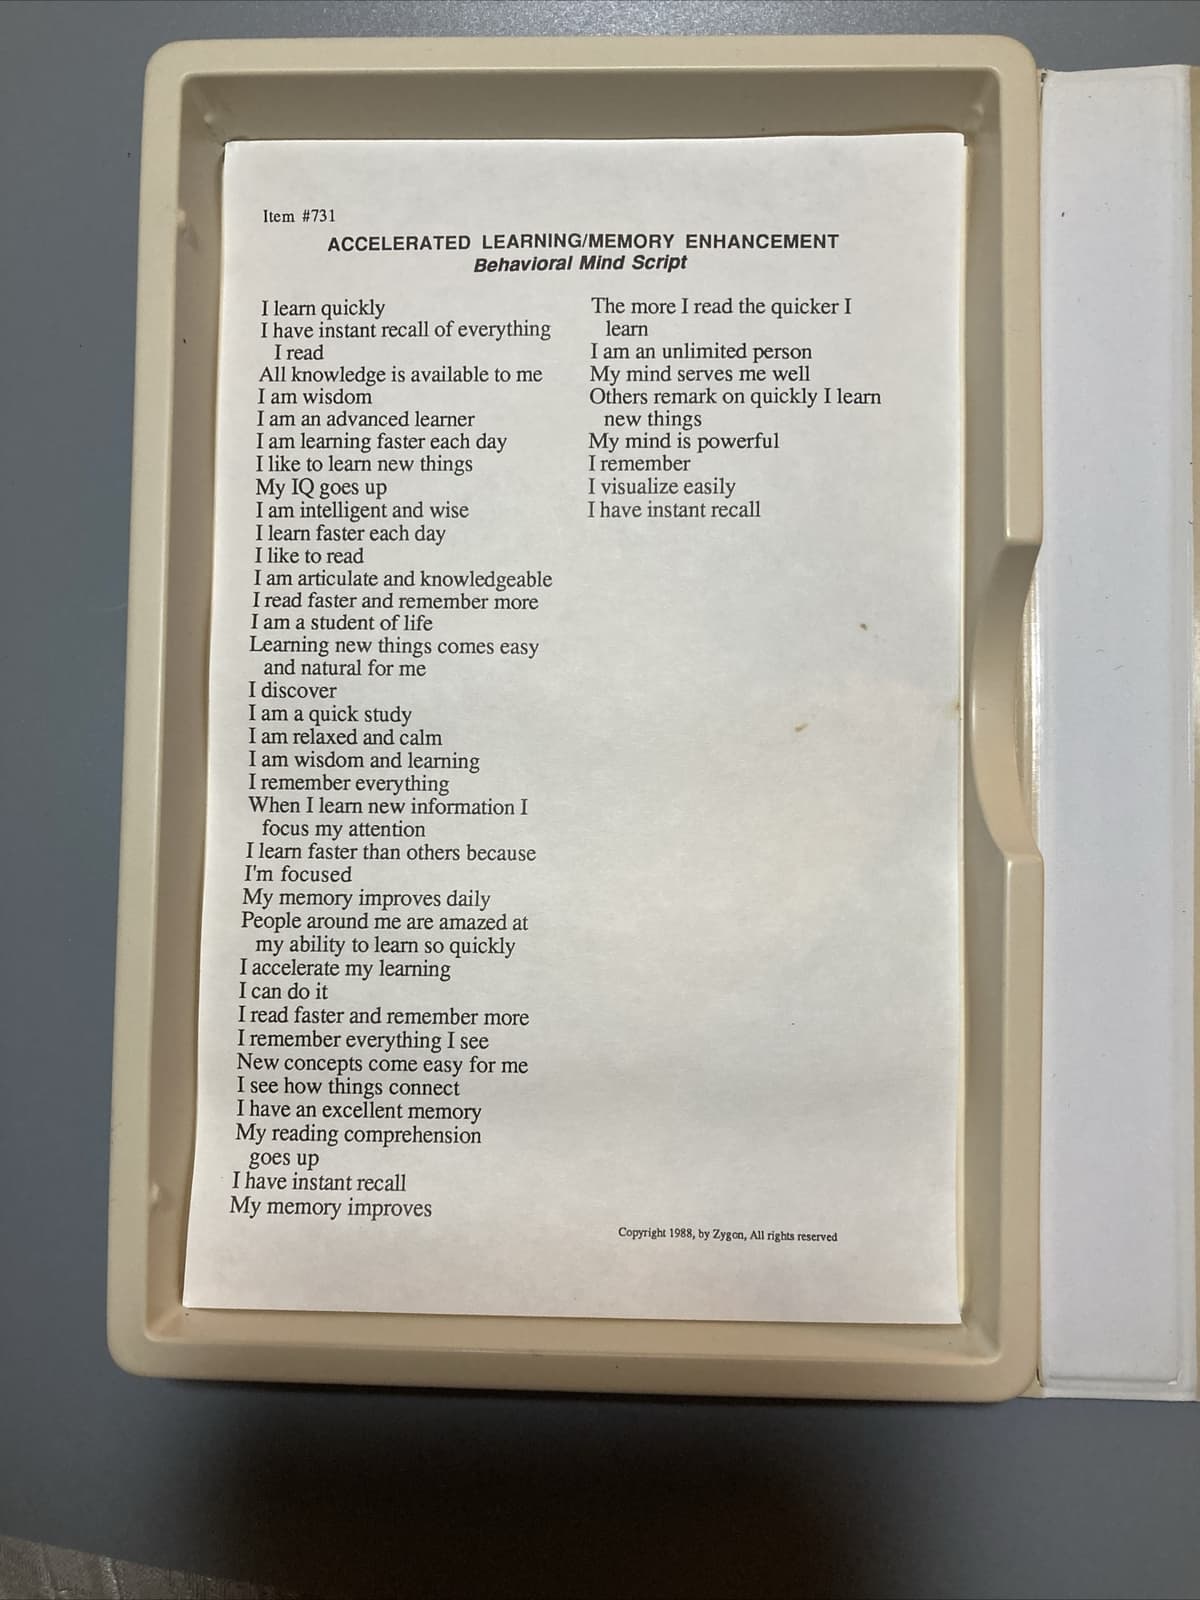 Item #731
ACCELERATED LEARNING/MEMORY ENHANCEMENT
Behavioral Mind Script
I learn quickly
I have instant recall of everything
I read
All knowledge is available to me
I am wisdom
I am an advanced learner
I am learning faster each day
I like to learn new things
My IQ goes up
I am intelligent and wise
I learn faster each day
I like to read
I am articulate and knowledgeable
I read faster and remember more
I am a student of life
Learning new things comes easy
and natural for me
I discover
I am a quick study
I am relaxed and calm
I am wisdom and learning
I remember everything
When I learn new information I
focus my attention
I learn faster than others because
I'm focused
My memory improves daily
People around me are amazed at
my ability to learn so quickly
I accelerate my learning
I can do it
I read faster and remember more
I remember everything I see
New concepts come easy for me
I see how things connect
I have an excellent memory
My reading comprehension
goes up
I have instant recall
My memory improves
The more I read the quicker I
learn
I am an unlimited person
My mind serves me well
Others remark on quickly I learn
new things
My mind is powerful
I remember
I visualize easily
I have instant recall
Copyright 1988, by Zygon, All rights reserved